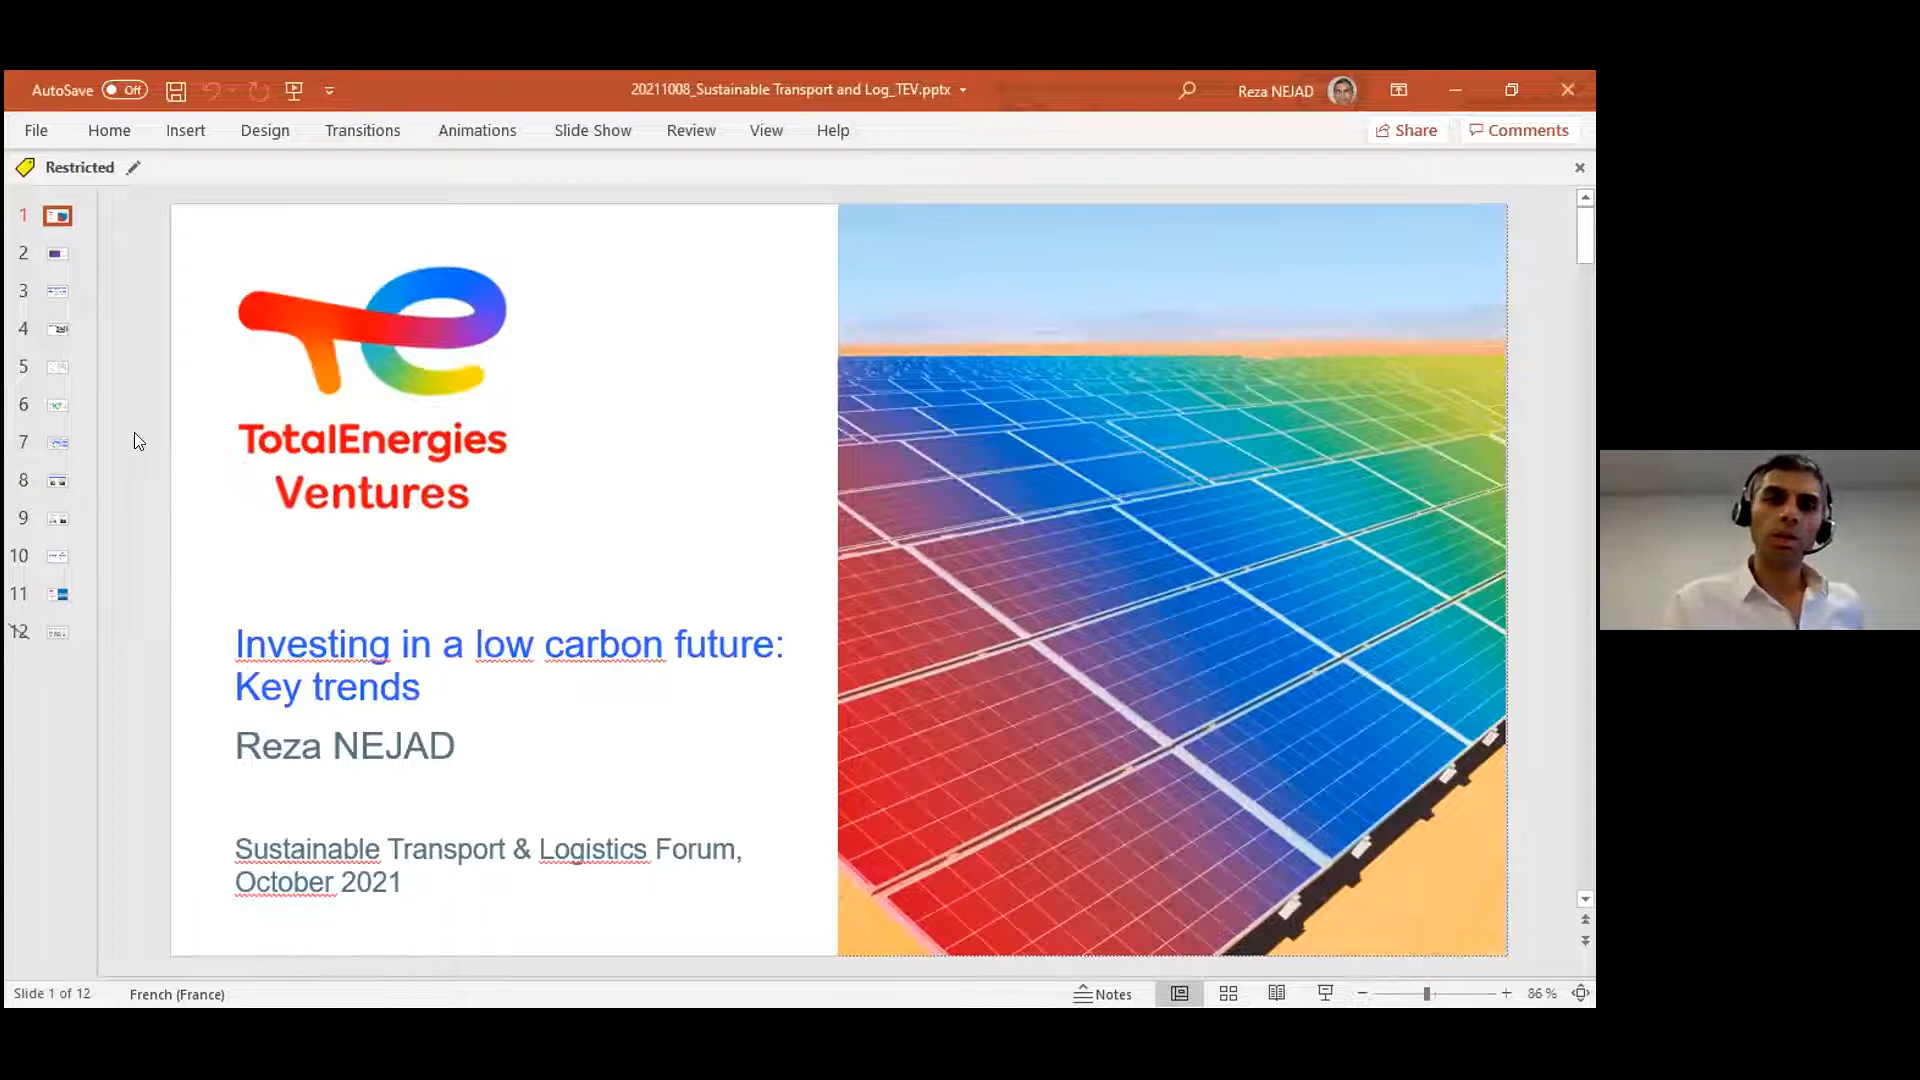 AutoSave Off
20211008_Sustainable Transport and Log_TEV.pptx
Reza NEJAD
File Home Insert Design Transitions Animations Slide Show Review View Help
Share Comments
Restricted
1
2
3
4
5
6
7
8
9
10
11
12
TotalEnergies
Ventures
Investing in a low carbon future:
Key trends
Reza NEJAD
Sustainable Transport & Logistics Forum,
October 2021
Slide 1 of 12 French (France) Notes 86 %